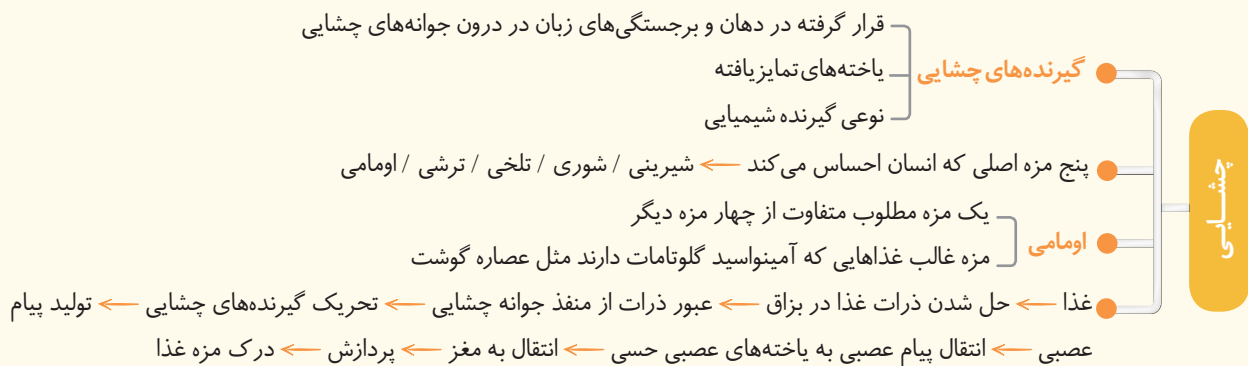 چشــایــی
گیرنده‌های چشایی
قرار گرفته در دهان و برجستگی‌های زبان در درون جوانه‌های چشایی
یاخته‌های تمایزیافته
نوعی گیرنده شیمیایی
پنج مزه اصلی که انسان احساس می‌کند ← شیرینی / شوری / تلخی / ترشی / اومامی
اومامی
یک مزه مطلوب متفاوت از چهار مزه دیگر
مزه غالب غذاهایی که آمینواسید گلوتامات دارند مثل عصاره گوشت
غذا ← حل شدن ذرات غذا در بزاق ← عبور ذرات از منفذ جوانه چشایی ← تحریک گیرنده‌های چشایی ← تولید پیام
عصبی ← انتقال پیام عصبی به یاخته‌های عصبی حسی ← انتقال به مغز ← پردازش ← درک مزه غذا